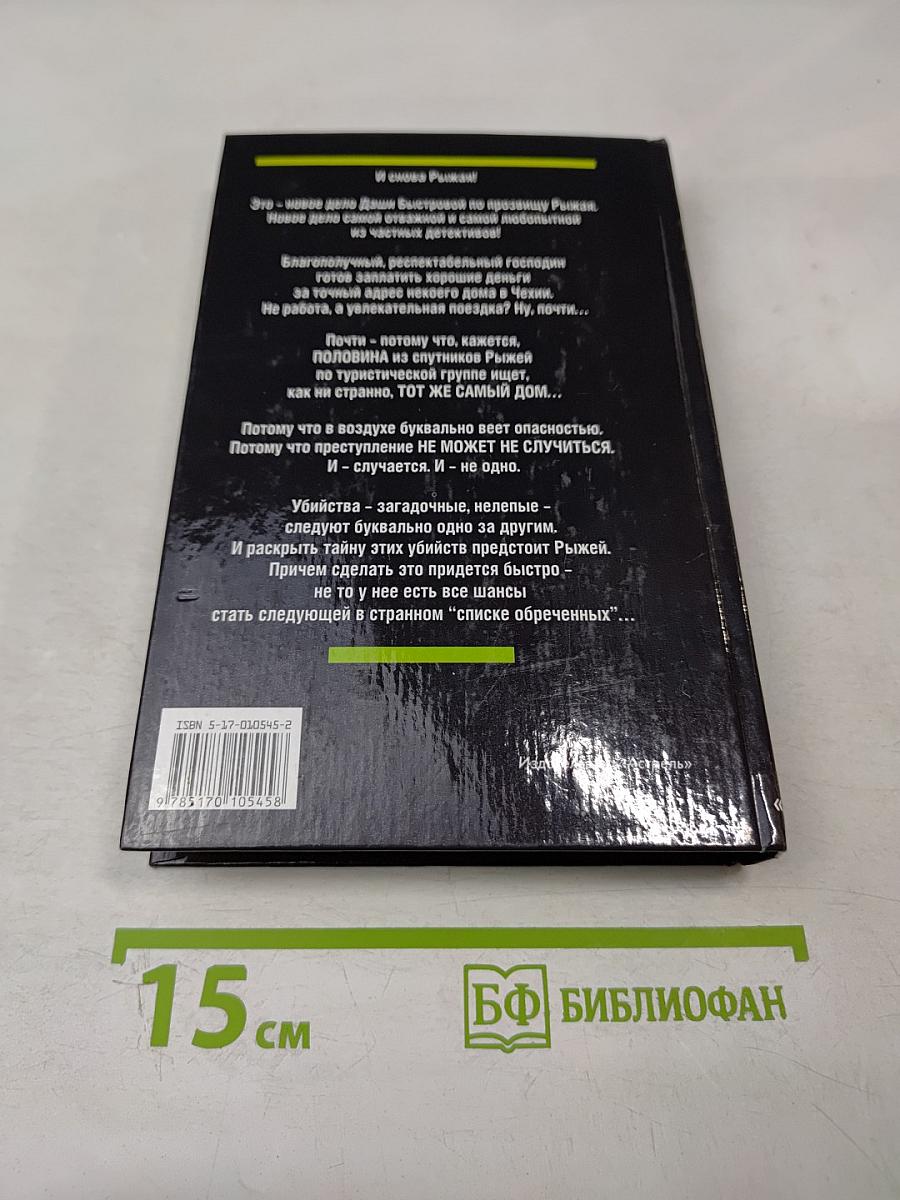 И снова Рыжая!
Это – новое дело Даши Быстровой по прозвищу Рыжая.
Новое дело самой отважной и самой любопытной
из частных детективов!
Благополучный, респектабельный господин
готов заплатить хорошие деньги
за точный адрес некоего дома в Чехии.
Не работа, а увлекательная поездка? Ну, почти...
Почти – потому что, кажется,
ПОЛОВИНА из спутников Рыжей
по туристической группе ищет,
как ни странно, ТОТ ЖЕ САМЫЙ ДОМ...
Потому что в воздухе буквально веет опасностью.
Потому что преступление НЕ МОЖЕТ НЕ СЛУЧИТЬСЯ.
И – случается. И – не одно.
Убийства – загадочные, нелепые –
следуют буквально одно за другим.
И раскрыть тайну этих убийств предстоит Рыжей.
Причем сделать это придется быстро –
не то у нее есть все шансы
стать следующей в странном “списке обреченных”...
ISBN 5-17-010545-2
9 785170 105458
15 см
БФ БИБЛИОФАН